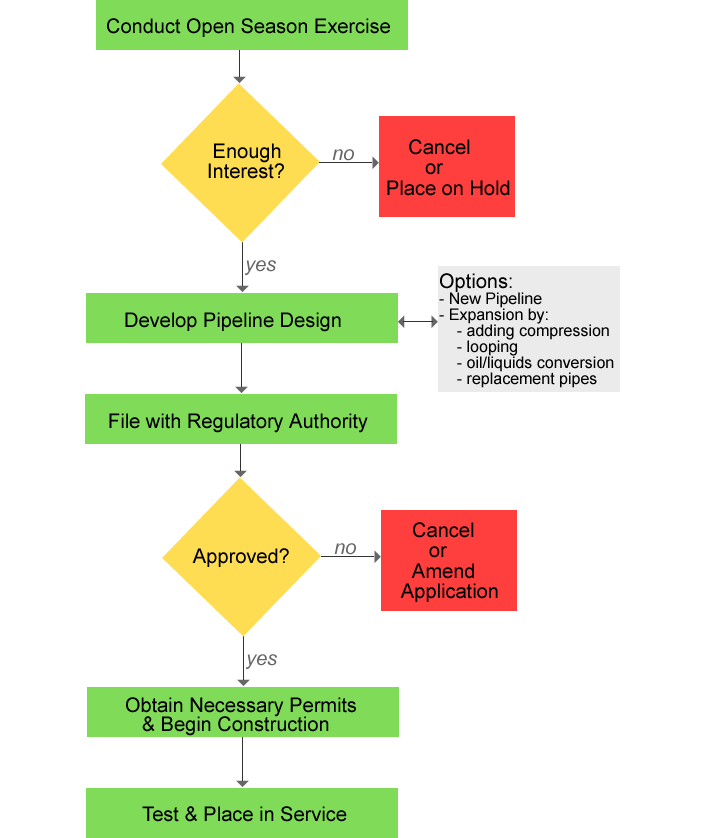 Conduct Open Season Exercise
Enough
Interest?
no
Cancel
or
Place on Hold
yes
Develop Pipeline Design
Options:
- New Pipeline
- Expansion by:
- adding compression
- looping
- oil/liquids conversion
- replacement pipes
File with Regulatory Authority
Approved?
no
Cancel
or
Amend
Application
yes
Obtain Necessary Permits
& Begin Construction
Test & Place in Service